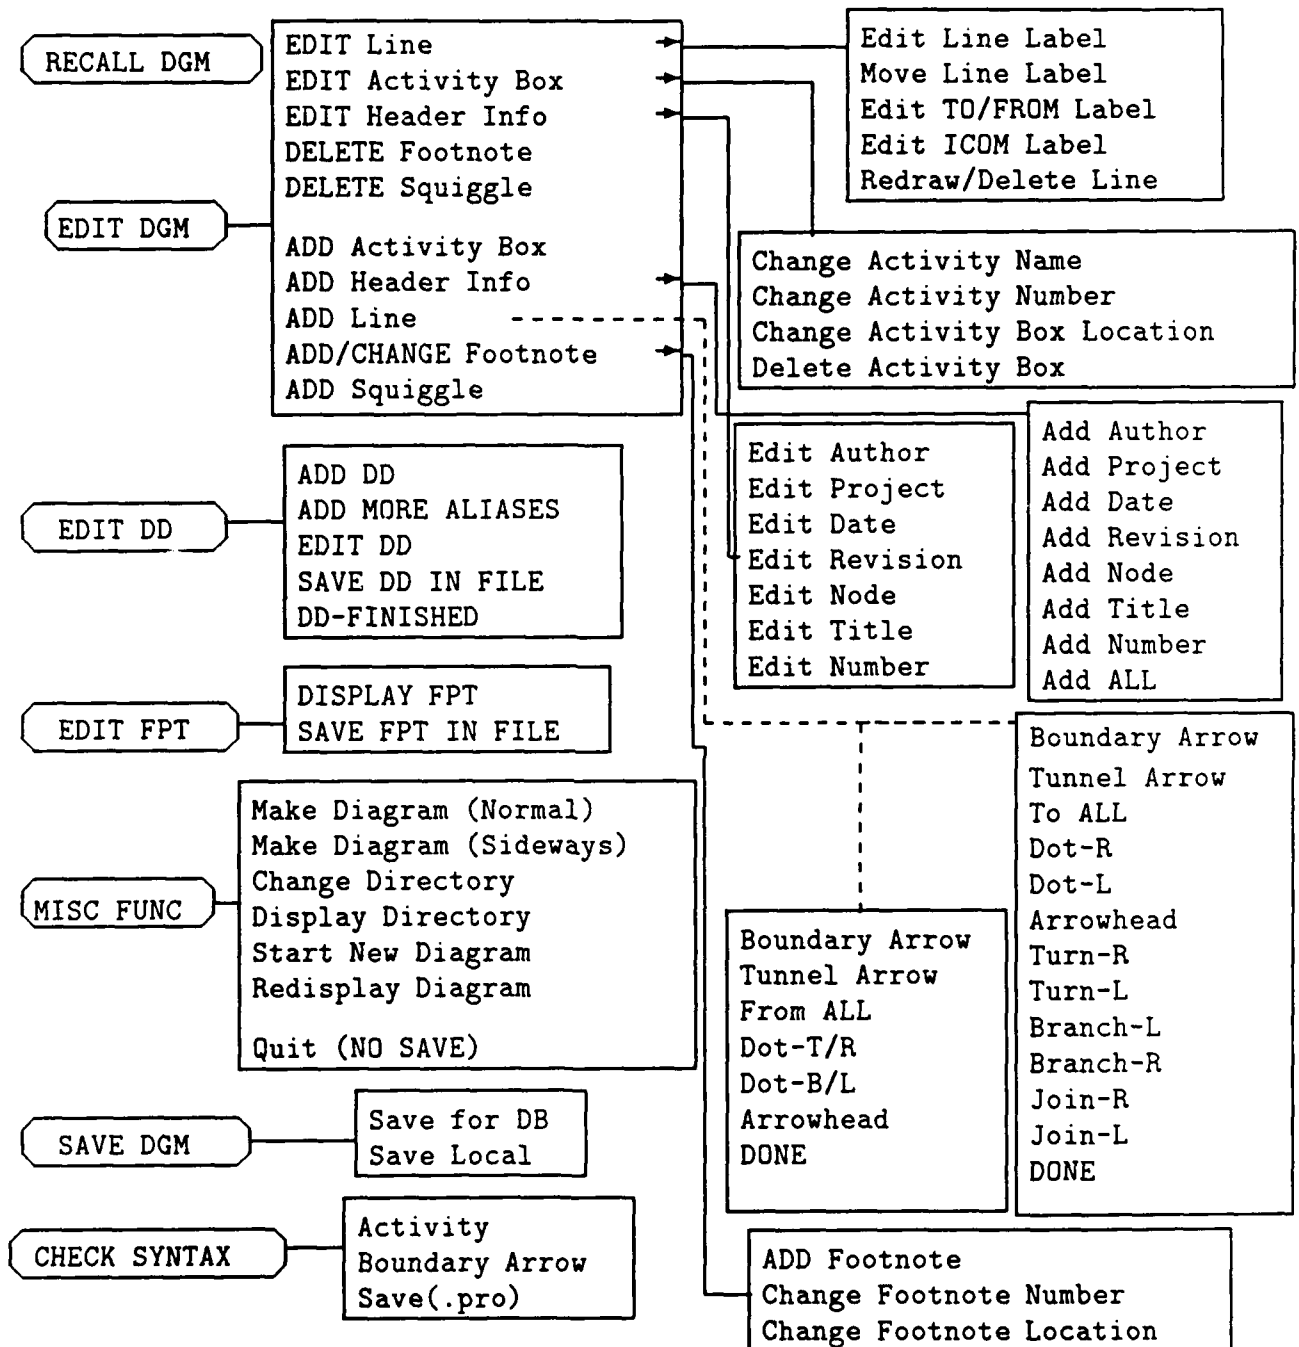 RECALL DGM
EDIT Line
EDIT Activity Box
EDIT Header Info
DELETE Footnote
DELETE Squiggle
EDIT DGM
ADD Activity Box
ADD Header Info
ADD Line
ADD/CHANGE Footnote
ADD Squiggle
Edit Line Label
Move Line Label
Edit TO/FROM Label
Edit ICOM Label
Redraw/Delete Line
Change Activity Name
Change Activity Number
Change Activity Box Location
Delete Activity Box
Edit Author
Edit Project
Edit Date
Edit Revision
Edit Node
Edit Title
Edit Number
Add Author
Add Project
Add Date
Add Revision
Add Node
Add Title
Add Number
Add ALL
EDIT DD
ADD DD
ADD MORE ALIASES
EDIT DD
SAVE DD IN FILE
DD-FINISHED
EDIT FPT
DISPLAY FPT
SAVE FPT IN FILE
MISC FUNC
Make Diagram (Normal)
Make Diagram (Sideways)
Change Directory
Display Directory
Start New Diagram
Redisplay Diagram
Quit (NO SAVE)
Boundary Arrow
Tunnel Arrow
From ALL
Dot-T/R
Dot-B/L
Arrowhead
DONE
Boundary Arrow
Tunnel Arrow
To ALL
Dot-R
Dot-L
Arrowhead
Turn-R
Turn-L
Branch-L
Branch-R
Join-R
Join-L
DONE
SAVE DGM
Save for DB
Save Local
CHECK SYNTAX
Activity
Boundary Arrow
Save(.pro)
ADD Footnote
Change Footnote Number
Change Footnote Location